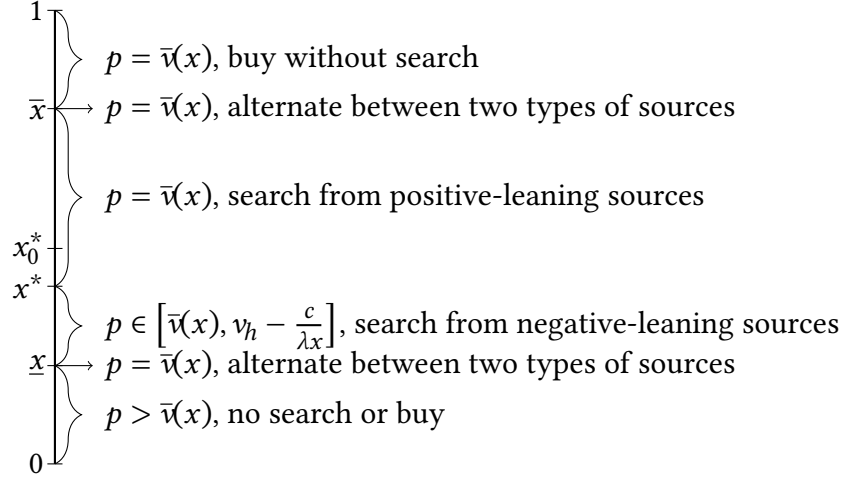 1
p = v̅(x), buy without search
x̅ p = v̅(x), alternate between two types of sources
p = v̅(x), search from positive-leaning sources
x₀*
x*
p ∈ [v̅(x), vₕ − c/(λx)], search from negative-leaning sources
x̲ p = v̅(x), alternate between two types of sources
p > v̅(x), no search or buy
0